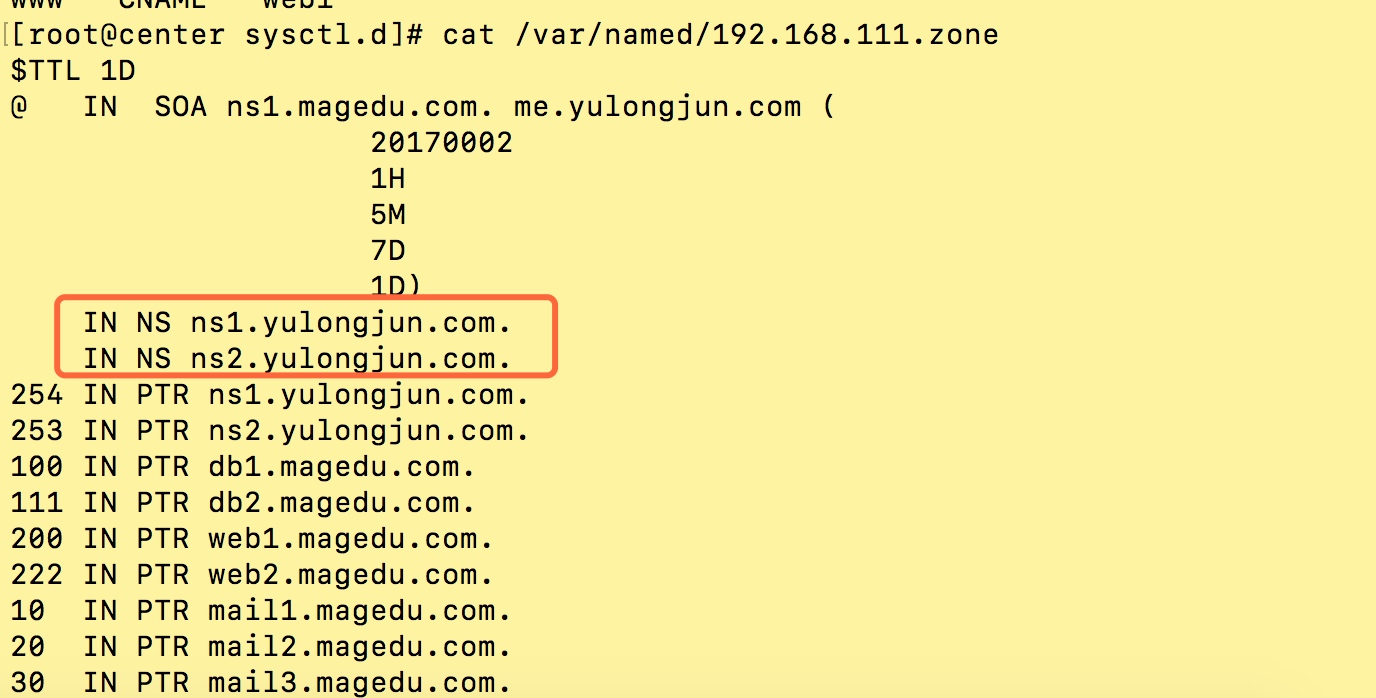 www   CNAME   web1
[[root@center sysctl.d]# cat /var/named/192.168.111.zone
$TTL 1D
@   IN  SOA ns1.magedu.com. me.yulongjun.com (
                    20170002
                    1H
                    5M
                    7D
                    1D)
    IN NS ns1.yulongjun.com.
    IN NS ns2.yulongjun.com.
254 IN PTR ns1.yulongjun.com.
253 IN PTR ns2.yulongjun.com.
100 IN PTR db1.magedu.com.
111 IN PTR db2.magedu.com.
200 IN PTR web1.magedu.com.
222 IN PTR web2.magedu.com.
10  IN PTR mail1.magedu.com.
20  IN PTR mail2.magedu.com.
30  IN PTR mail3.magedu.com.